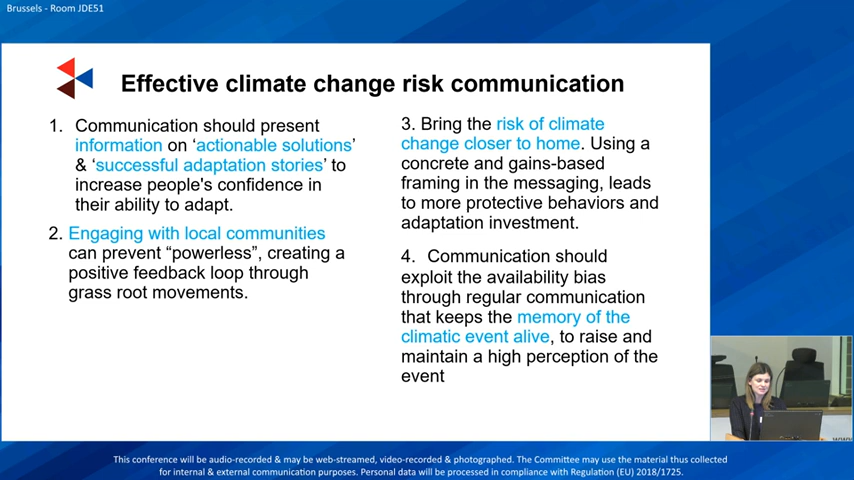 Brussels - Room JDE51
Effective climate change risk communication
1. Communication should present
information on ‘actionable solutions’
& ‘successful adaptation stories’ to
increase people's confidence in
their ability to adapt.
2. Engaging with local communities
can prevent “powerless”, creating a
positive feedback loop through
grass root movements.
3. Bring the risk of climate
change closer to home. Using a
concrete and gains-based
framing in the messaging, leads
to more protective behaviors and
adaptation investment.
4. Communication should
exploit the availability bias
through regular communication
that keeps the memory of the
climatic event alive, to raise and
maintain a high perception of the
event
This conference will be audio-recorded & may be web-streamed, video-recorded & photographed. The Committee may use the material thus collected
for internal & external communication purposes. Personal data will be processed in compliance with Regulation (EU) 2018/1725.